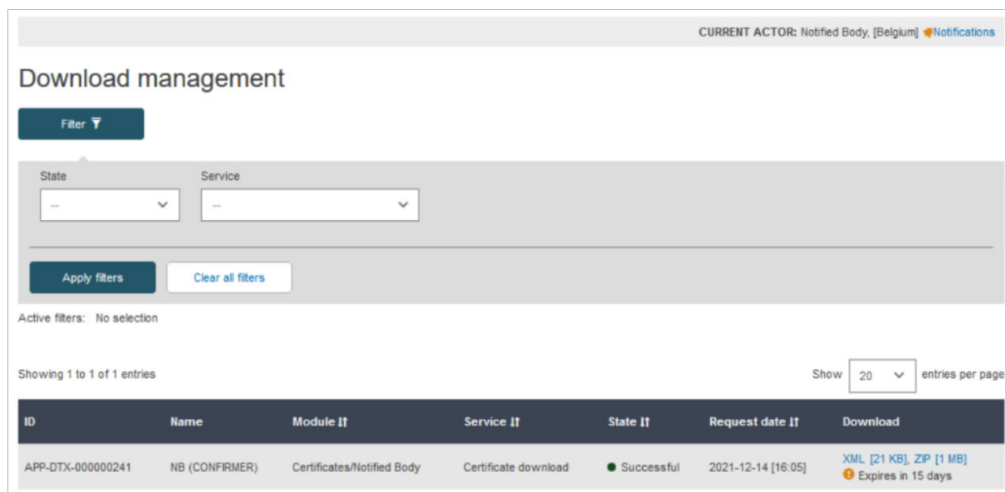 CURRENT ACTOR: Notified Body, [Belgium] Notifications
Download management
Filter
State Service
-- --
Apply filters Clear all filters
Active filters: No selection
Showing 1 to 1 of 1 entries Show 20 entries per page
ID Name Module Service State Request date Download
APP-DTX-000000241 NB (CONFIRMER) Certificates/Notified Body Certificate download Successful 2021-12-14 [16:05] XML [21 KB], ZIP [1 MB]
Expires in 15 days